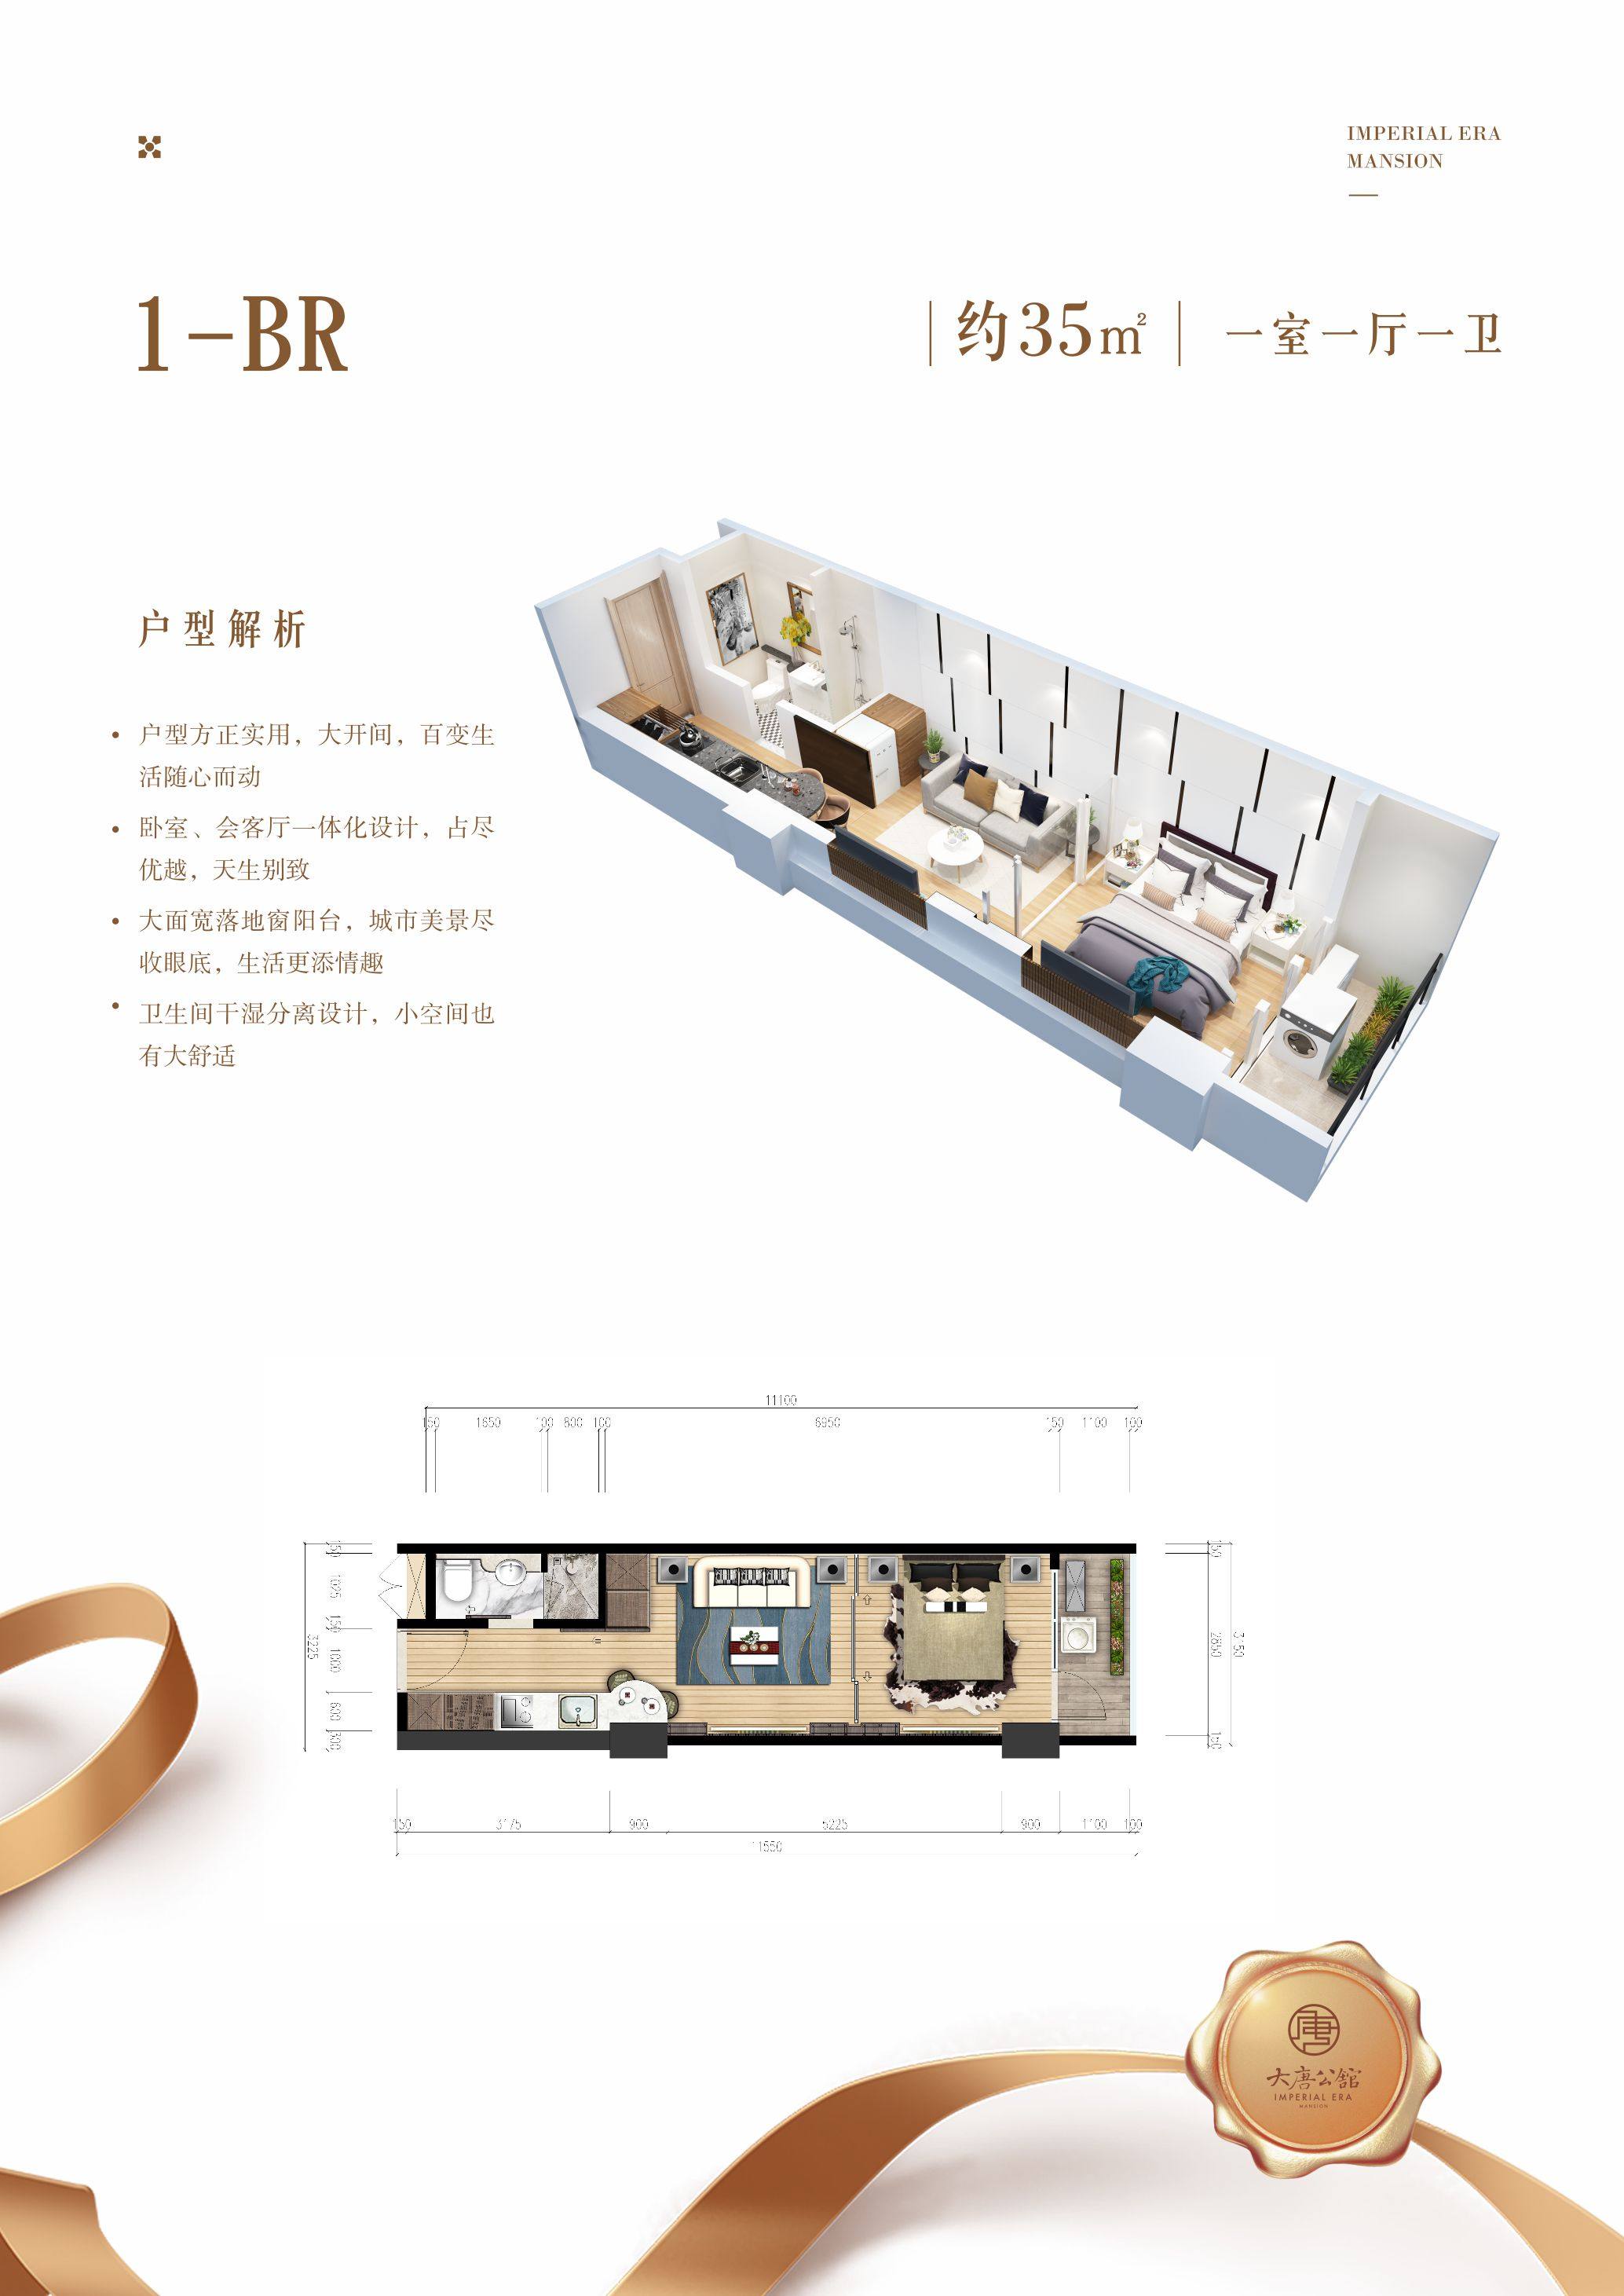 IMPERIAL ERA
MANSION
1-BR
约35㎡
一室一厅一卫
户型解析
• 户型方正实用，大开间，百变生
活随心而动
• 卧室、会客厅一体化设计，占尽
优越，天生别致
• 大面宽落地窗阳台，城市美景尽
收眼底，生活更添情趣
• 卫生间干湿分离设计，小空间也
有大舒适
11100
150 1650 100 800 100 6950 150 1100 100
150
1025
150
1000
600
300
3225
150
2850
150
3150
150 3175 900 5225 900 1100 100
11550
唐
大唐公館
IMPERIAL ERA
MANSION